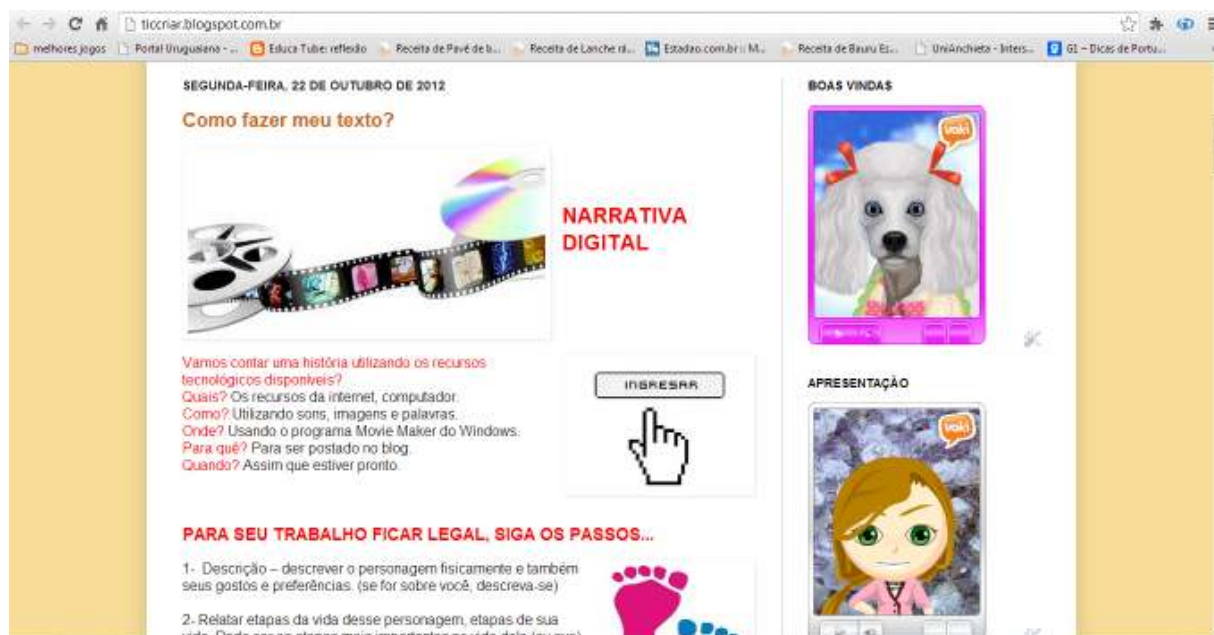 ticcriar.blogspot.com.br
melhores jogos
Portal Uruguaiana - ...
Educa Tube: reflexão
Receita de Pavê de b...
Receita de Lanche rá...
Estadao.com.br :: M...
Receita de Bauru Es...
UniAnchieta - Inters...
G1 - Dicas de Portu...
SEGUNDA-FEIRA, 22 DE OUTUBRO DE 2012
Como fazer meu texto?
NARRATIVA
DIGITAL
Vamos contar uma história utilizando os recursos
tecnológicos disponíveis?
Quais? Os recursos da internet, computador.
Como? Utilizando sons, imagens e palavras.
Onde? Usando o programa Movie Maker do Windows.
Para quê? Para ser postado no blog.
Quando? Assim que estiver pronto.
INGRESAR
PARA SEU TRABALHO FICAR LEGAL, SIGA OS PASSOS...
1- Descrição – descrever o personagem fisicamente e também
seus gostos e preferências. (se for sobre você, descreva-se)
2- Relatar etapas da vida desse personagem, etapas de sua
BOAS VINDAS
voki
APRESENTAÇÃO
voki